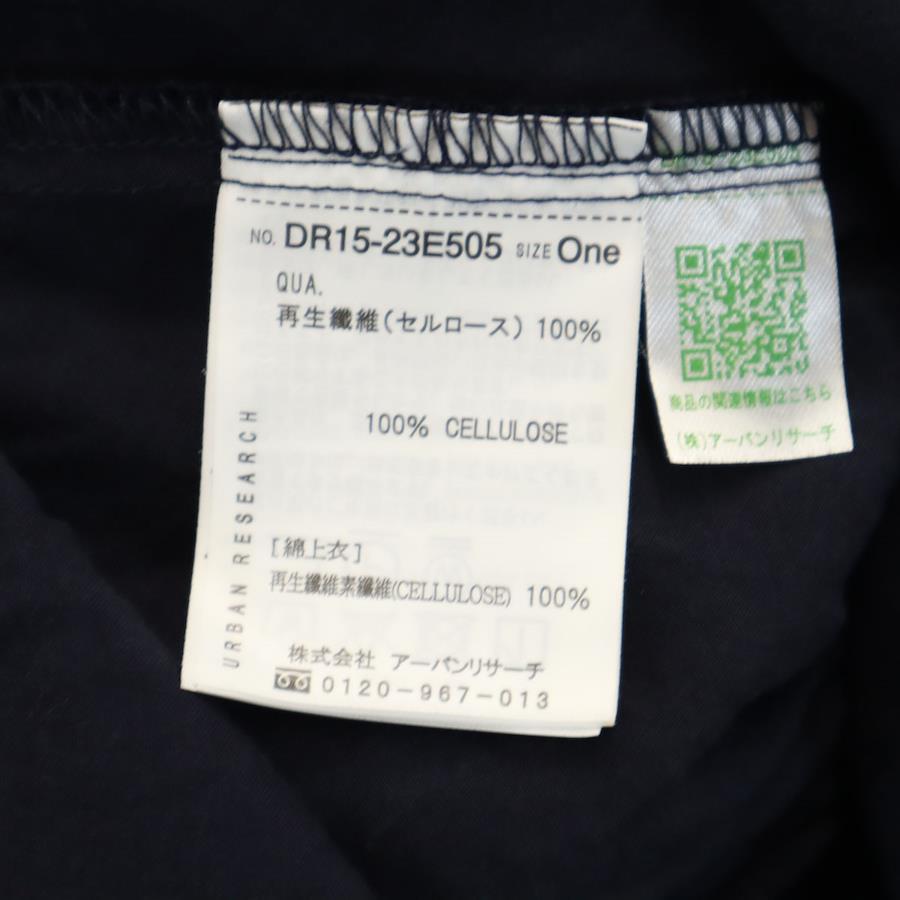 NO. DR15-23E505 SIZE One
QUA.
再生繊維(セルロース) 100%
100% CELLULOSE
URBAN RESEARCH
[綿上衣]
再生纖維素纖維(CELLULOSE) 100%
株式会社 アーバンリサーチ
0120-967-013
商品の関連情報はこちら
(株)アーバンリサーチ